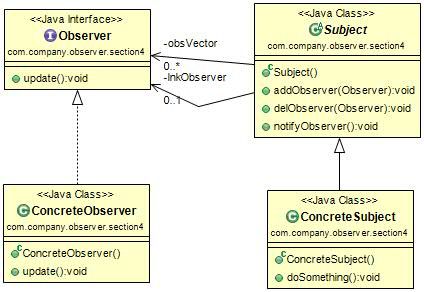 <<Java Interface>>
Observer
com.company.observer.section4
update():void
<<Java Class>>
Subject
com.company.observer.section4
Subject()
addObserver(Observer):void
delObserver(Observer):void
notifyObserver():void
-obsVector
0..*
-lnkObserver
0..1
<<Java Class>>
ConcreteObserver
com.company.observer.section4
ConcreteObserver()
update():void
<<Java Class>>
ConcreteSubject
com.company.observer.section4
ConcreteSubject()
doSomething():void